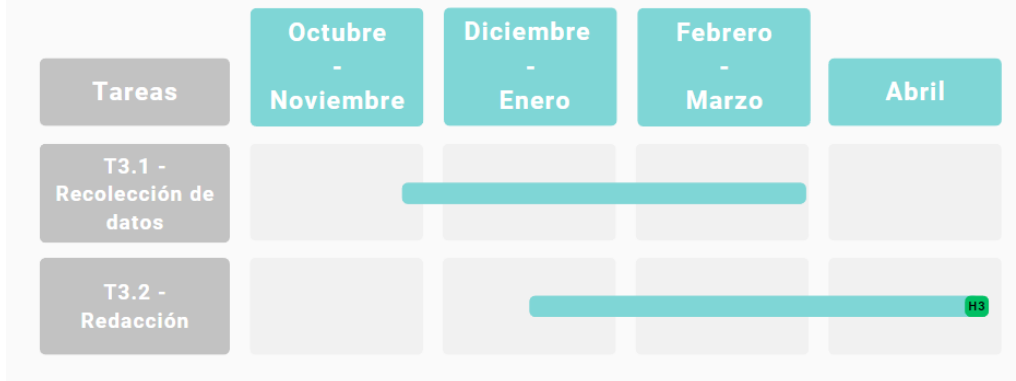 Tareas
Octubre
-
Noviembre
Diciembre
-
Enero
Febrero
-
Marzo
Abril
T3.1 -
Recolección de
datos
T3.2 -
Redacción
H3